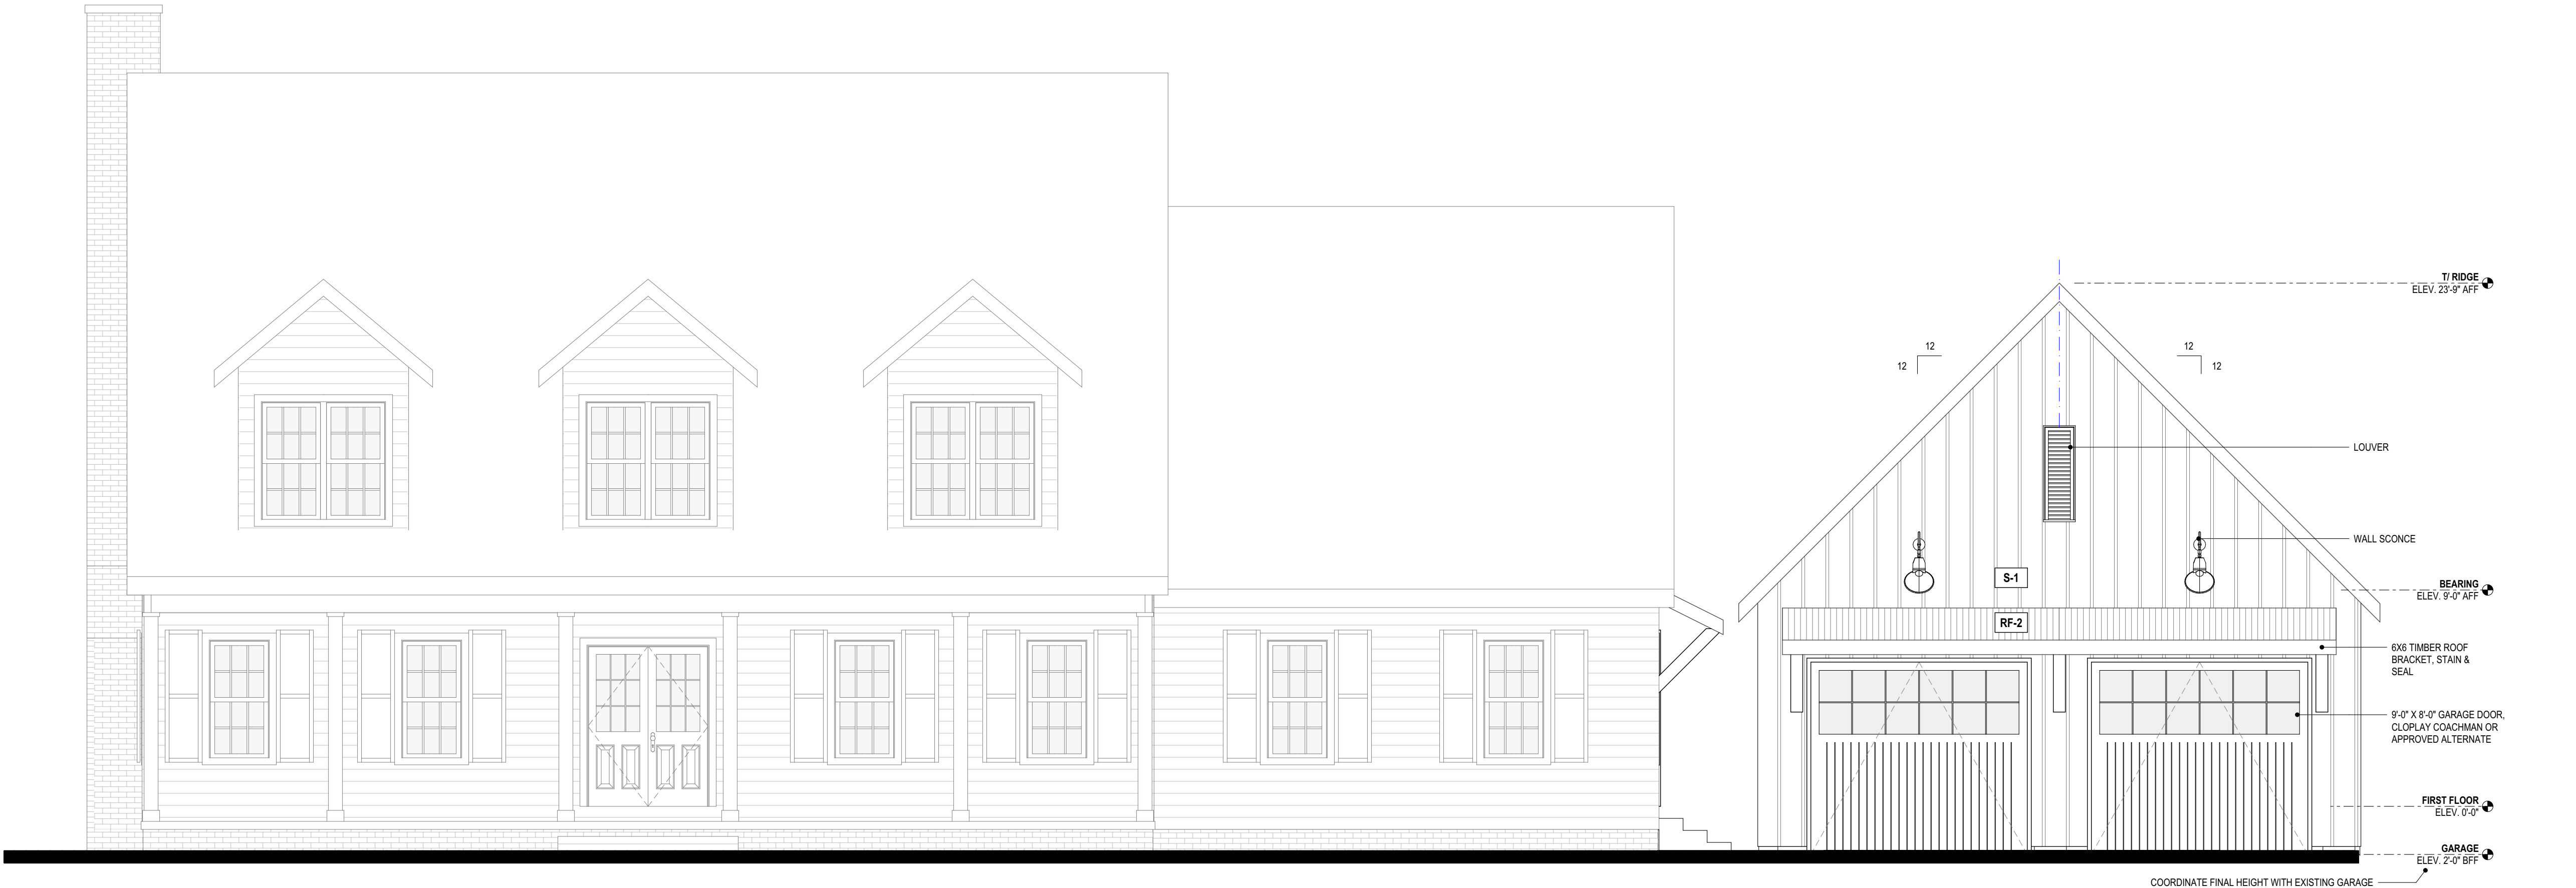 T/ RIDGE
ELEV. 23'-9" AFF
12
12
12
12
LOUVER
WALL SCONCE
S-1
BEARING
ELEV. 9'-0" AFF
RF-2
6X6 TIMBER ROOF
BRACKET, STAIN &
SEAL
9'-0" X 8'-0" GARAGE DOOR,
CLOPLAY COACHMAN OR
APPROVED ALTERNATE
FIRST FLOOR
ELEV. 0'-0"
GARAGE
ELEV. 2'-0" BFF
COORDINATE FINAL HEIGHT WITH EXISTING GARAGE